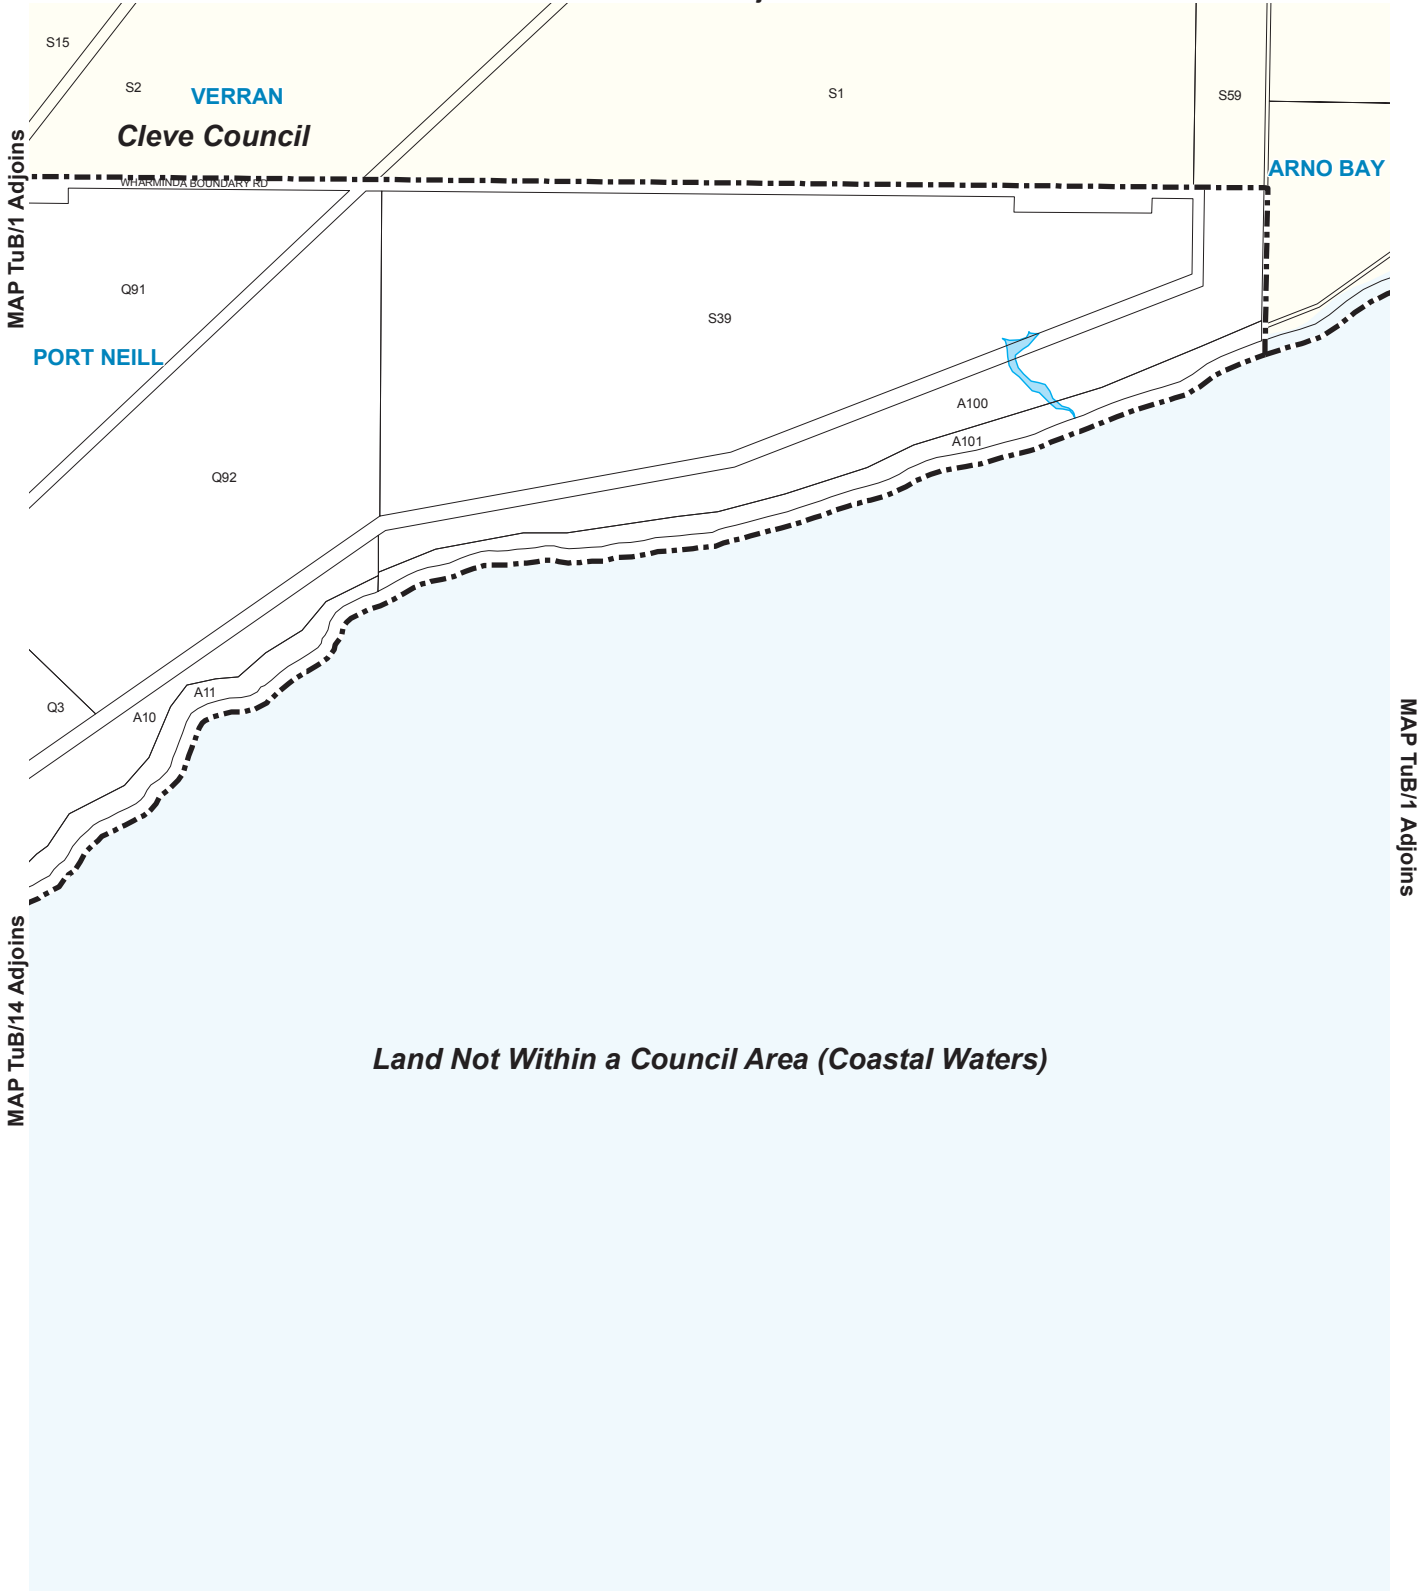 S15
S2
VERRAN
S1
S59
Cleve Council
ARNO BAY
WHARMINDA BOUNDARY RD
MAP TuB/1 Adjoins
Q91
S39
PORT NEILL
A100
A101
Q92
A11
Q3
A10
MAP TuB/1 Adjoins
MAP TuB/14 Adjoins
Land Not Within a Council Area (Coastal Waters)